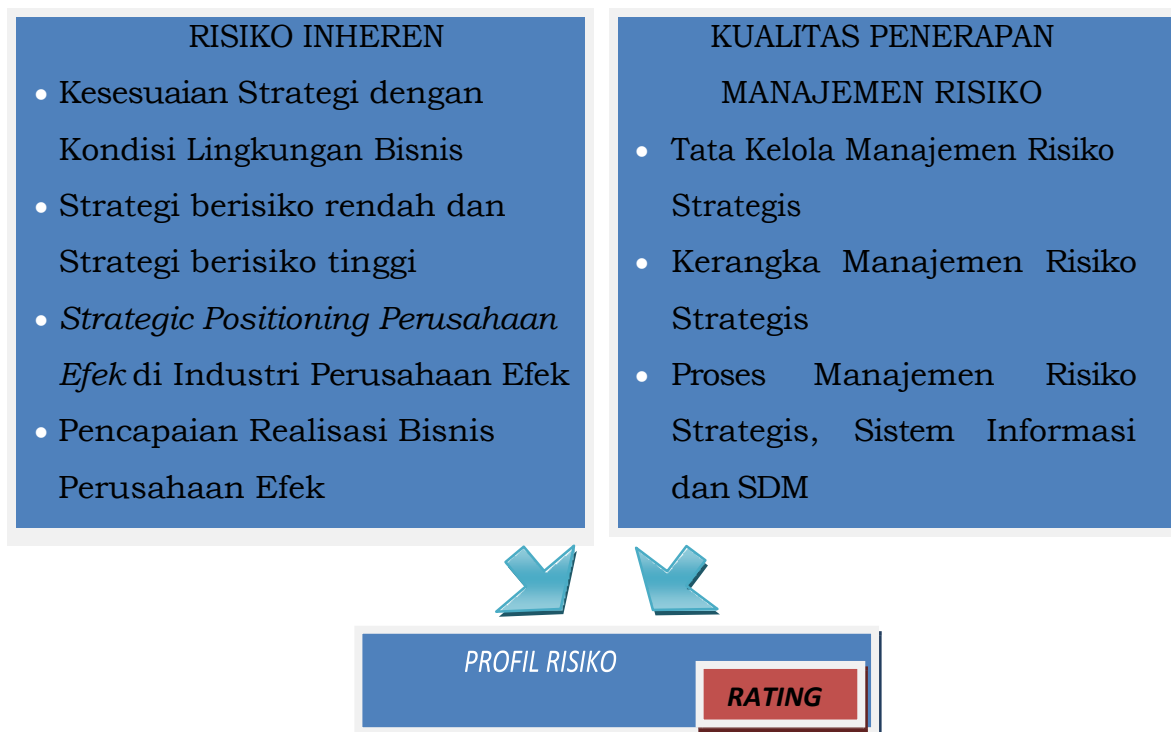 RISIKO INHEREN
• Kesesuaian Strategi dengan
Kondisi Lingkungan Bisnis
• Strategi berisiko rendah dan
Strategi berisiko tinggi
• Strategic Positioning Perusahaan
Efek di Industri Perusahaan Efek
• Pencapaian Realisasi Bisnis
Perusahaan Efek
KUALITAS PENERAPAN
MANAJEMEN RISIKO
• Tata Kelola Manajemen Risiko
Strategis
• Kerangka Manajemen Risiko
Strategis
• Proses Manajemen Risiko
Strategis, Sistem Informasi
dan SDM
PROFIL RISIKO
RATING